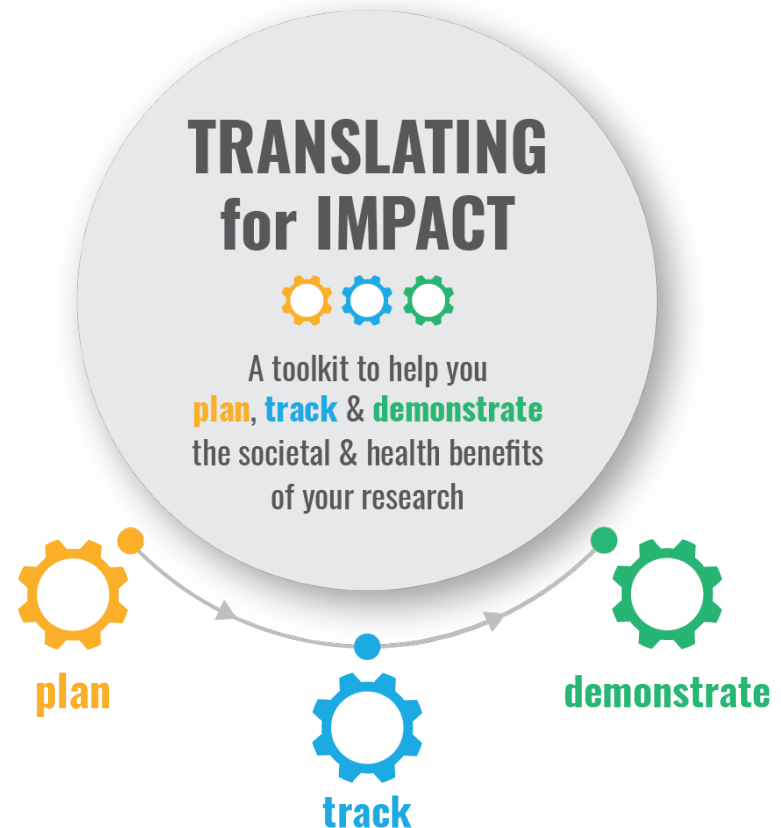 TRANSLATING
for IMPACT
A toolkit to help you
plan, track & demonstrate
the societal & health benefits
of your research
plan
track
demonstrate